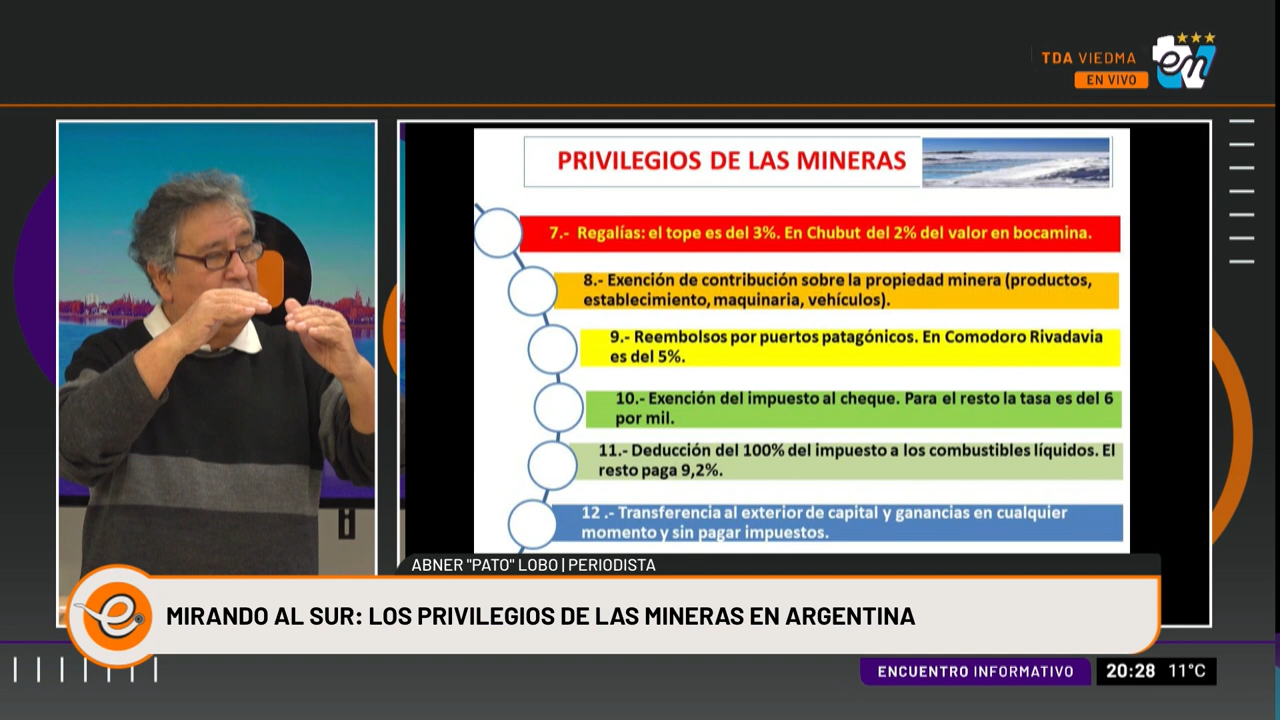 TDA VIEDMA
EN VIVO
en
PRIVILEGIOS DE LAS MINERAS
7.- Regalías: el tope es del 3%. En Chubut del 2% del valor en bocamina.
8.- Exención de contribución sobre la propiedad minera (productos,
establecimiento, maquinaria, vehículos).
9.- Reembolsos por puertos patagónicos. En Comodoro Rivadavia
es del 5%.
10.- Exención del impuesto al cheque. Para el resto la tasa es del 6
por mil.
11.- Deducción del 100% del impuesto a los combustibles líquidos. El
resto paga 9,2%.
12 .- Transferencia al exterior de capital y ganancias en cualquier
momento y sin pagar impuestos.
ABNER "PATO" LOBO | PERIODISTA
e
MIRANDO AL SUR: LOS PRIVILEGIOS DE LAS MINERAS EN ARGENTINA
ENCUENTRO INFORMATIVO
20:28 11°C